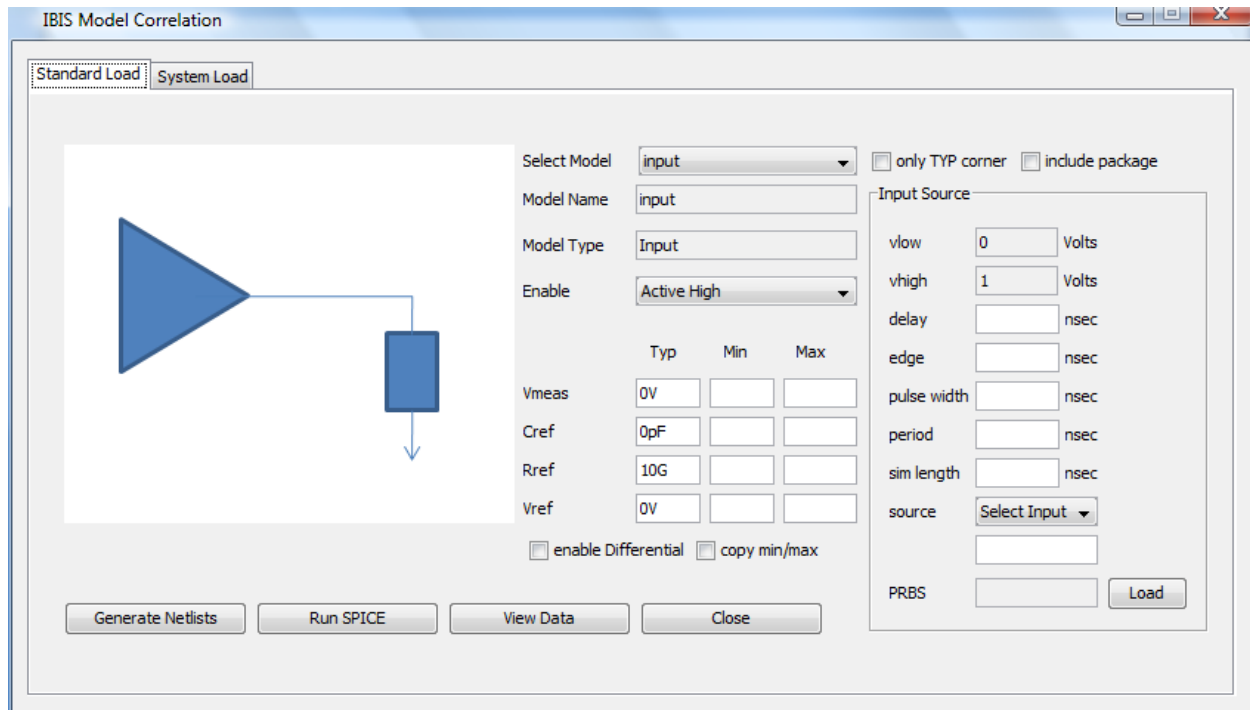 IBIS Model Correlation
Standard Load System Load
Select Model input
only TYP corner include package
Model Name input
Model Type Input
Enable Active High
Typ Min Max
Vmeas 0V
Cref 0pF
Rref 10G
Vref 0V
enable Differential copy min/max
Input Source
vlow 0 Volts
vhigh 1 Volts
delay nsec
edge nsec
pulse width nsec
period nsec
sim length nsec
source Select Input
PRBS Load
Generate Netlists Run SPICE View Data Close